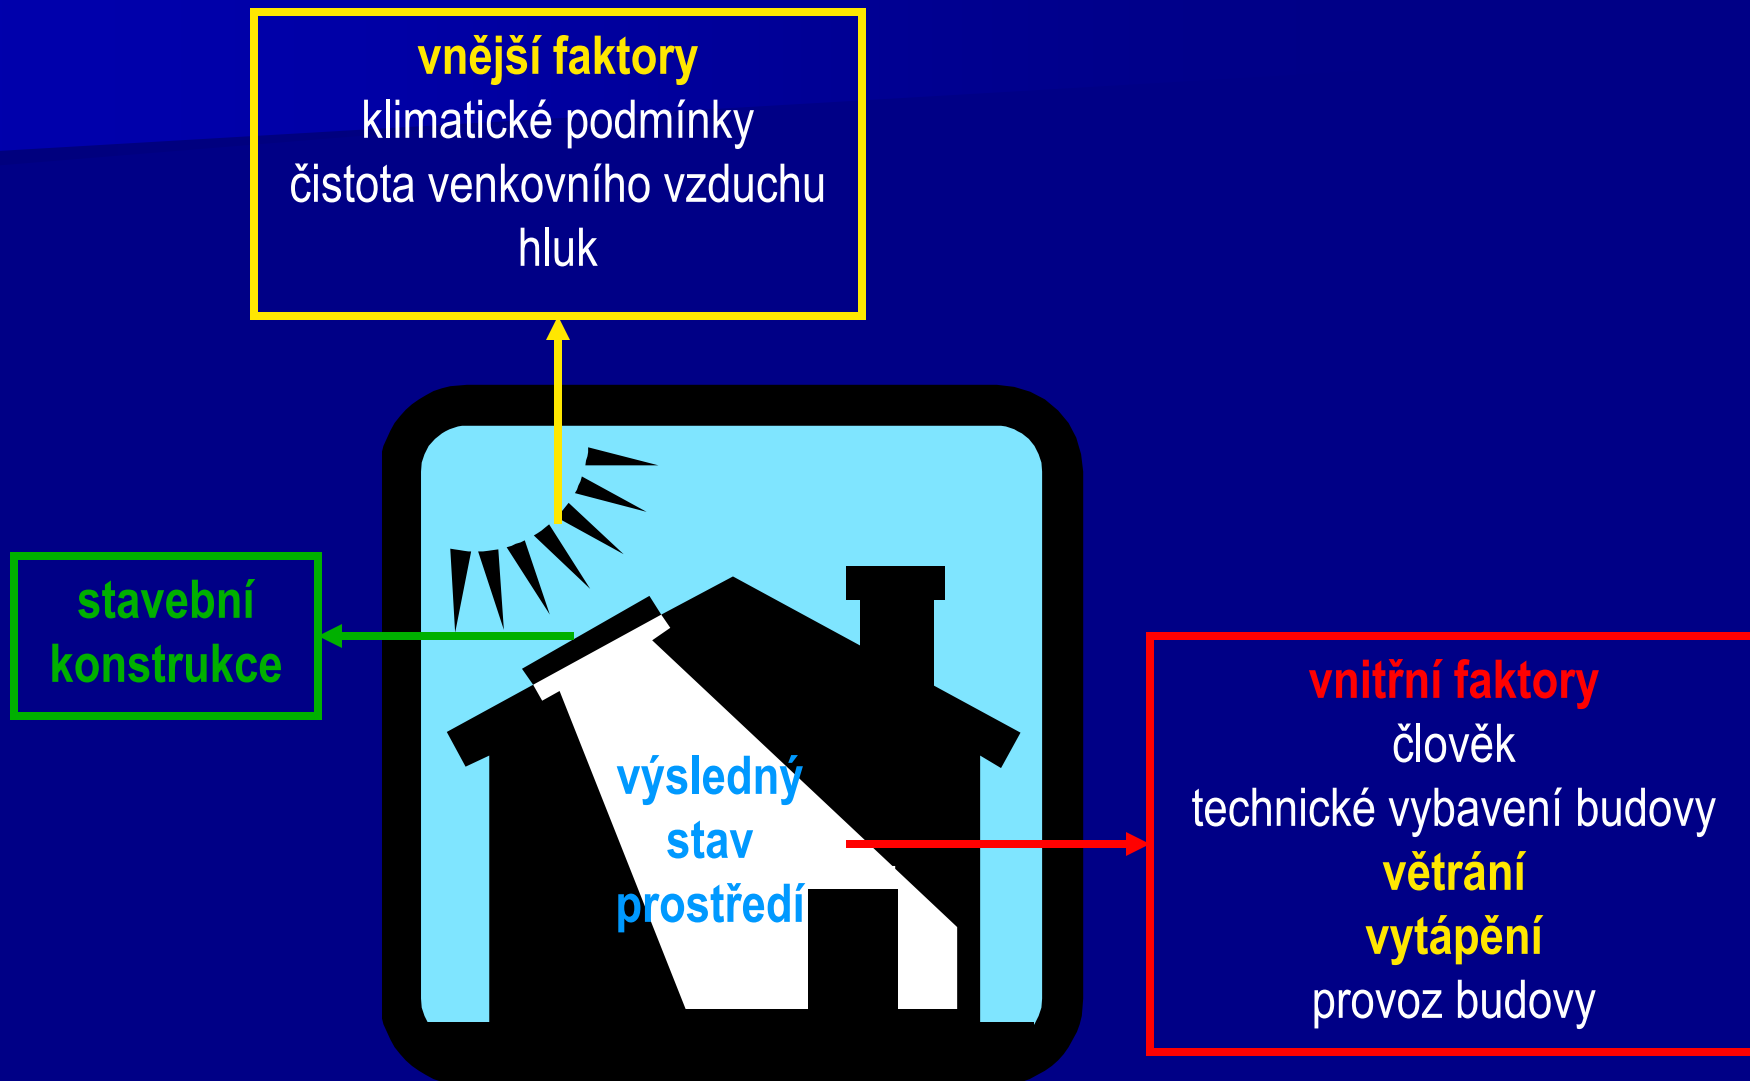 vnější faktory
klimatické podmínky
čistota venkovního vzduchu
hluk
stavební
konstrukce
výsledný
stav
prostředí
vnitřní faktory
člověk
technické vybavení budovy
větrání
vytápění
provoz budovy